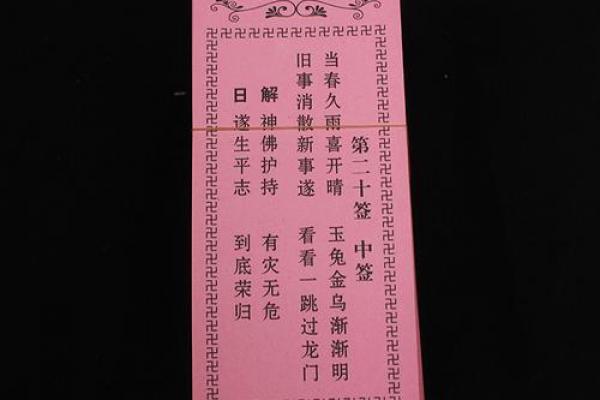 第二十签 中签
当春久雨喜开晴 玉兔金乌渐渐明
旧事消散新事遂 看看一跳过龙门
解 神佛护持 有灾无危
日 遂生平志 到底荣归